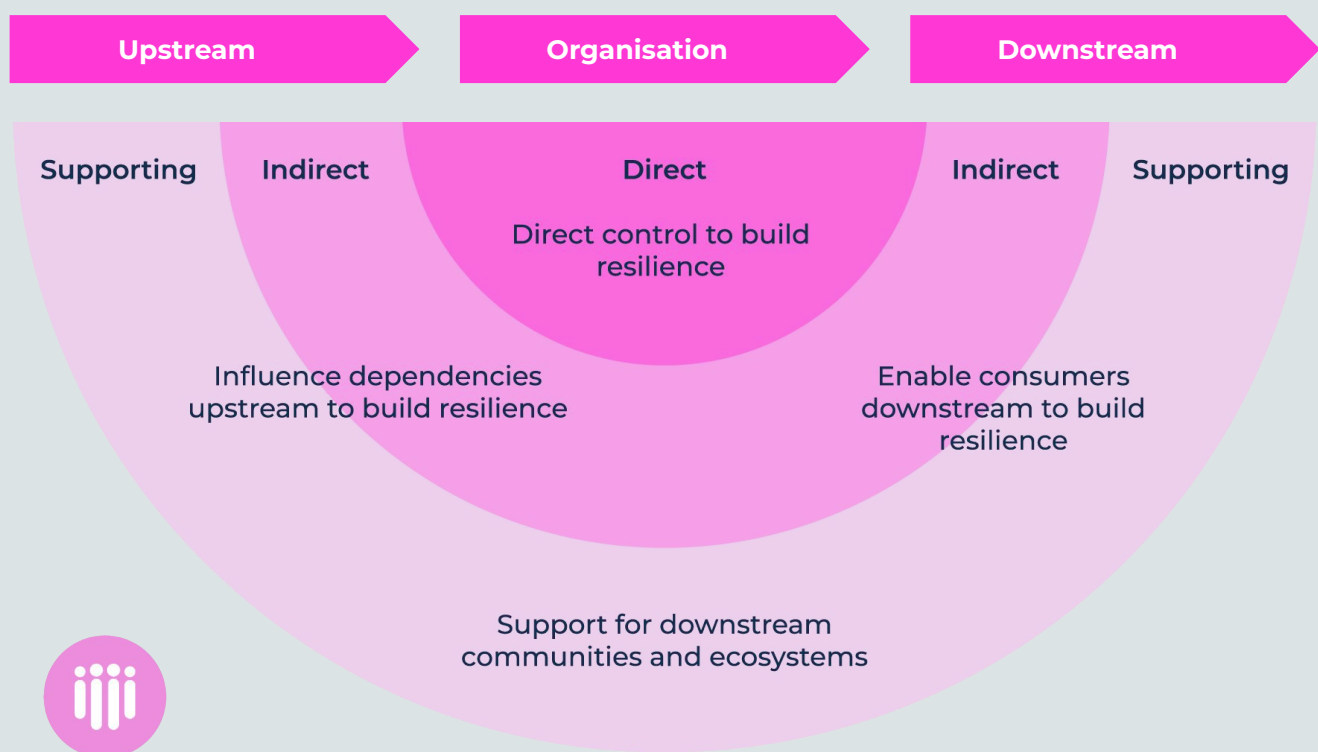 Upstream
Organisation
Downstream
Supporting
Indirect
Direct
Indirect
Supporting
Direct control to build
resilience
Influence dependencies
upstream to build resilience
Enable consumers
downstream to build
resilience
Support for downstream
communities and ecosystems